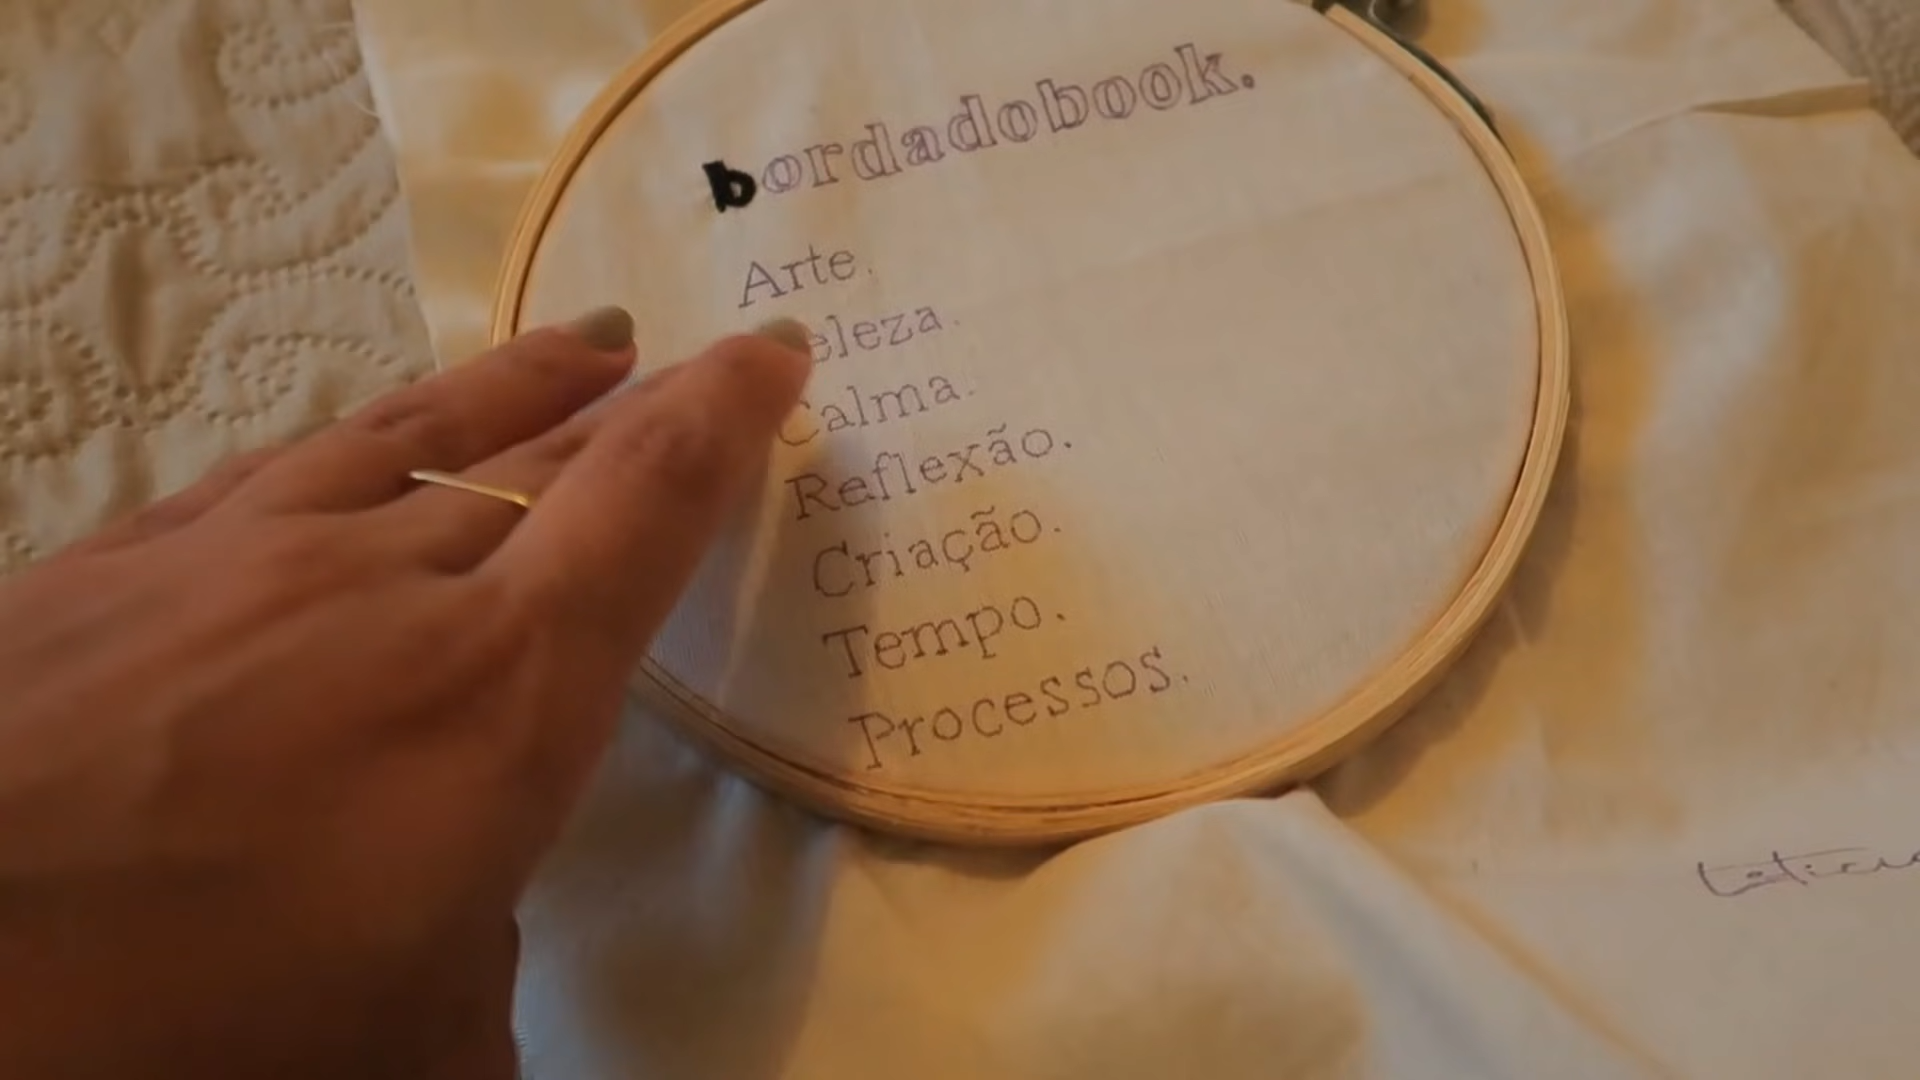 bordadobook.
Arte.
eleza.
Calma.
Reflexão.
Criação.
Tempo.
Processos.